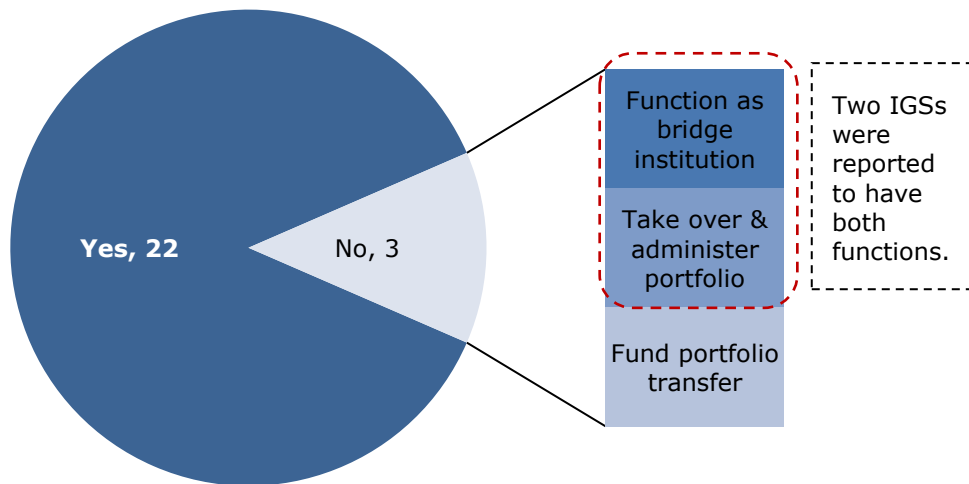 Yes, 22
No, 3
Function as
bridge
institution
Take over &
administer
portfolio
Fund portfolio
transfer
Two IGSs
were
reported
to have
both
functions.